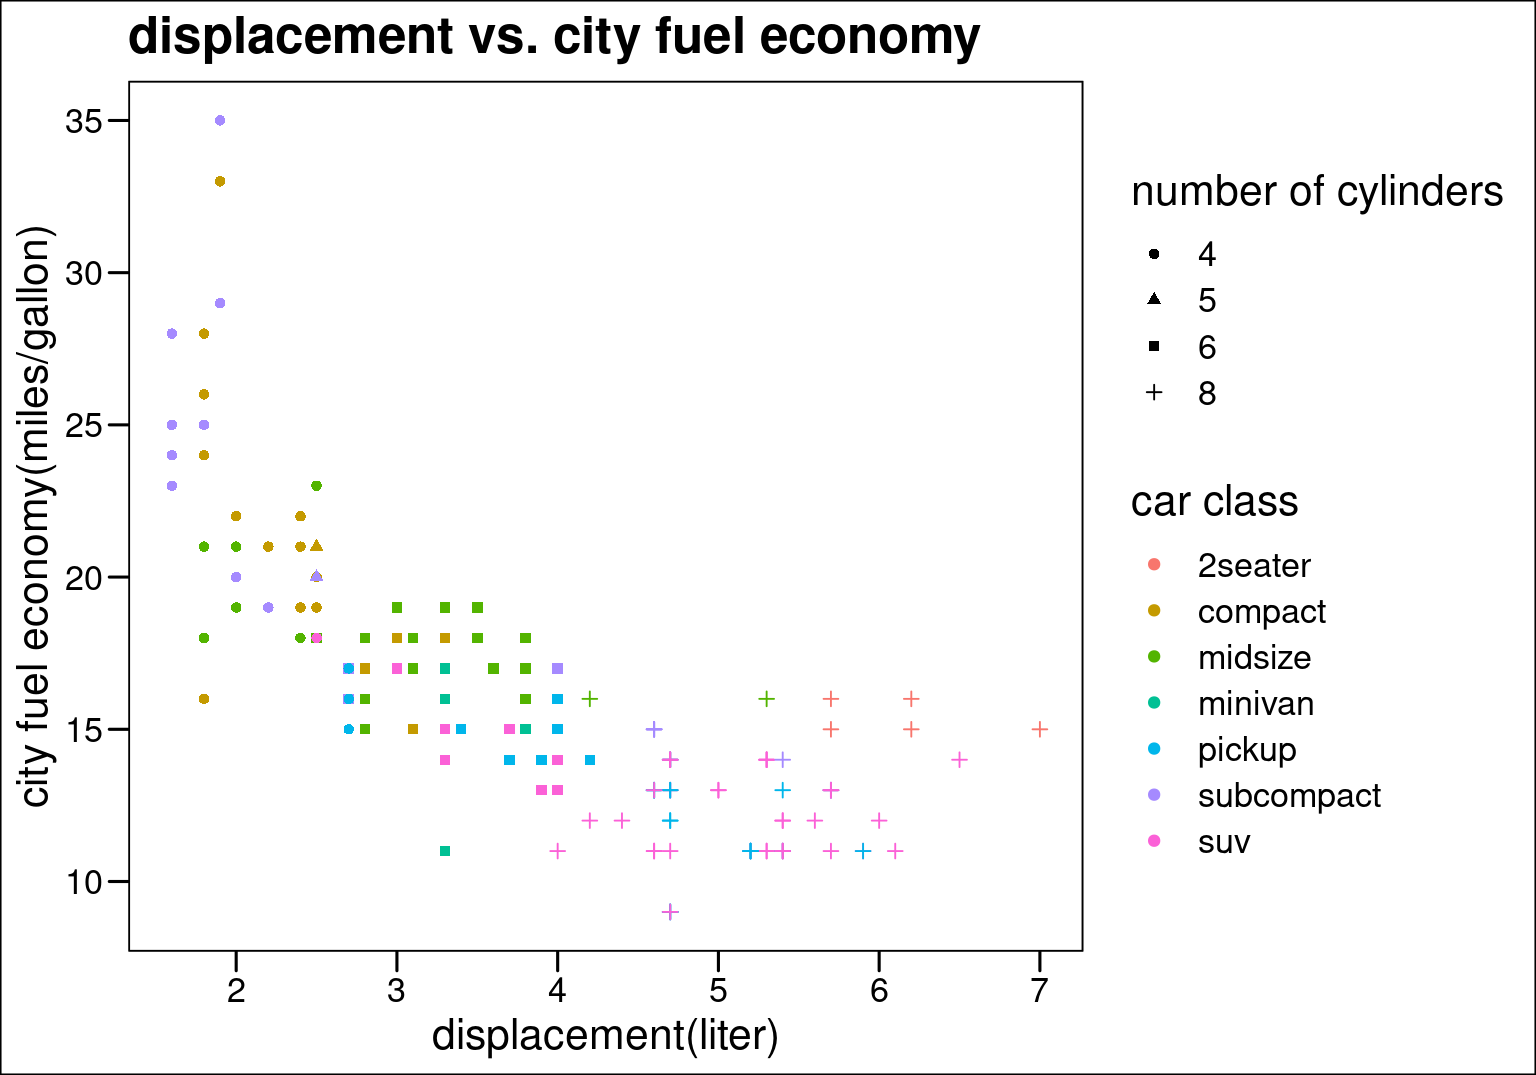 displacement vs. city fuel economy
city fuel economy(miles/gallon)
35
30
25
20
15
10
2
3
4
5
6
7
displacement(liter)
number of cylinders
4
5
6
8
car class
2seater
compact
midsize
minivan
pickup
subcompact
suv